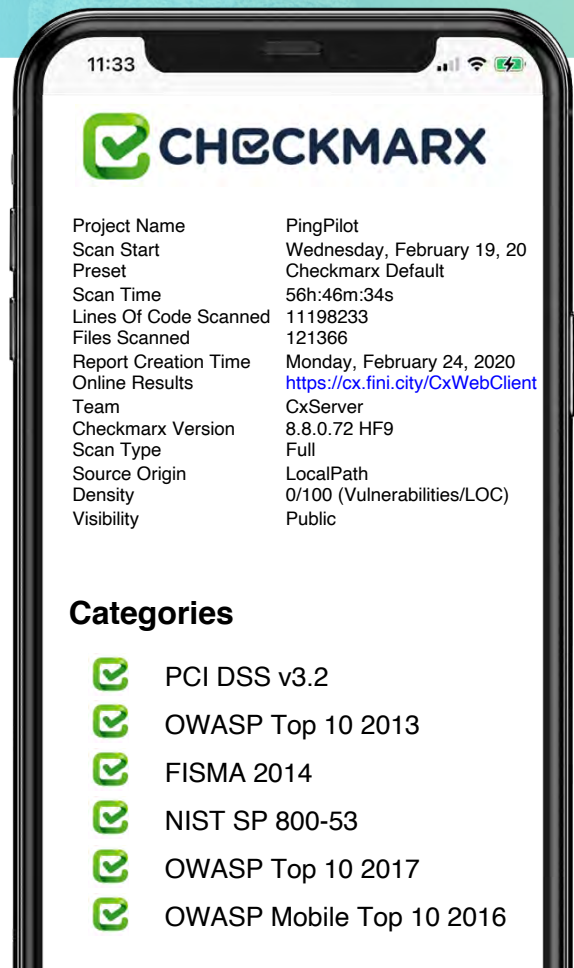 11:33
CHECKMARX
Project Name PingPilot
Scan Start Wednesday, February 19, 20
Preset Checkmarx Default
Scan Time 56h:46m:34s
Lines Of Code Scanned 11198233
Files Scanned 121366
Report Creation Time Monday, February 24, 2020
Online Results https://cx.fini.city/CxWebClient
Team CxServer
Checkmarx Version 8.8.0.72 HF9
Scan Type Full
Source Origin LocalPath
Density 0/100 (Vulnerabilities/LOC)
Visibility Public
Categories
PCI DSS v3.2
OWASP Top 10 2013
FISMA 2014
NIST SP 800-53
OWASP Top 10 2017
OWASP Mobile Top 10 2016